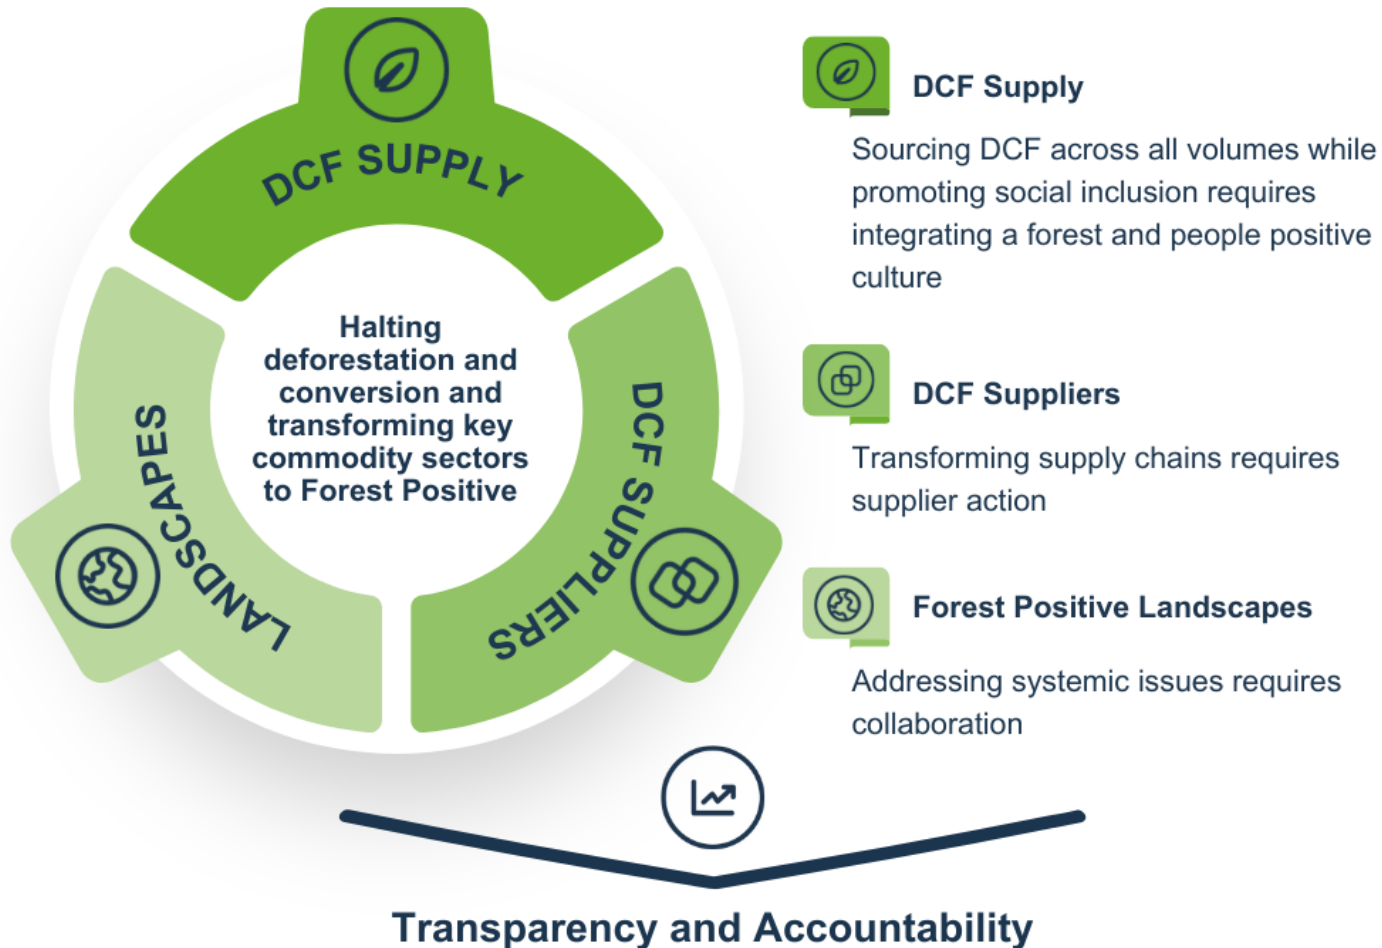 DCF SUPPLY
DCF SUPPLIERS
LANDSCAPES
Halting
deforestation and
conversion and
transforming key
commodity sectors
to Forest Positive
DCF Supply
Sourcing DCF across all volumes while
promoting social inclusion requires
integrating a forest and people positive
culture
DCF Suppliers
Transforming supply chains requires
supplier action
Forest Positive Landscapes
Addressing systemic issues requires
collaboration
Transparency and Accountability